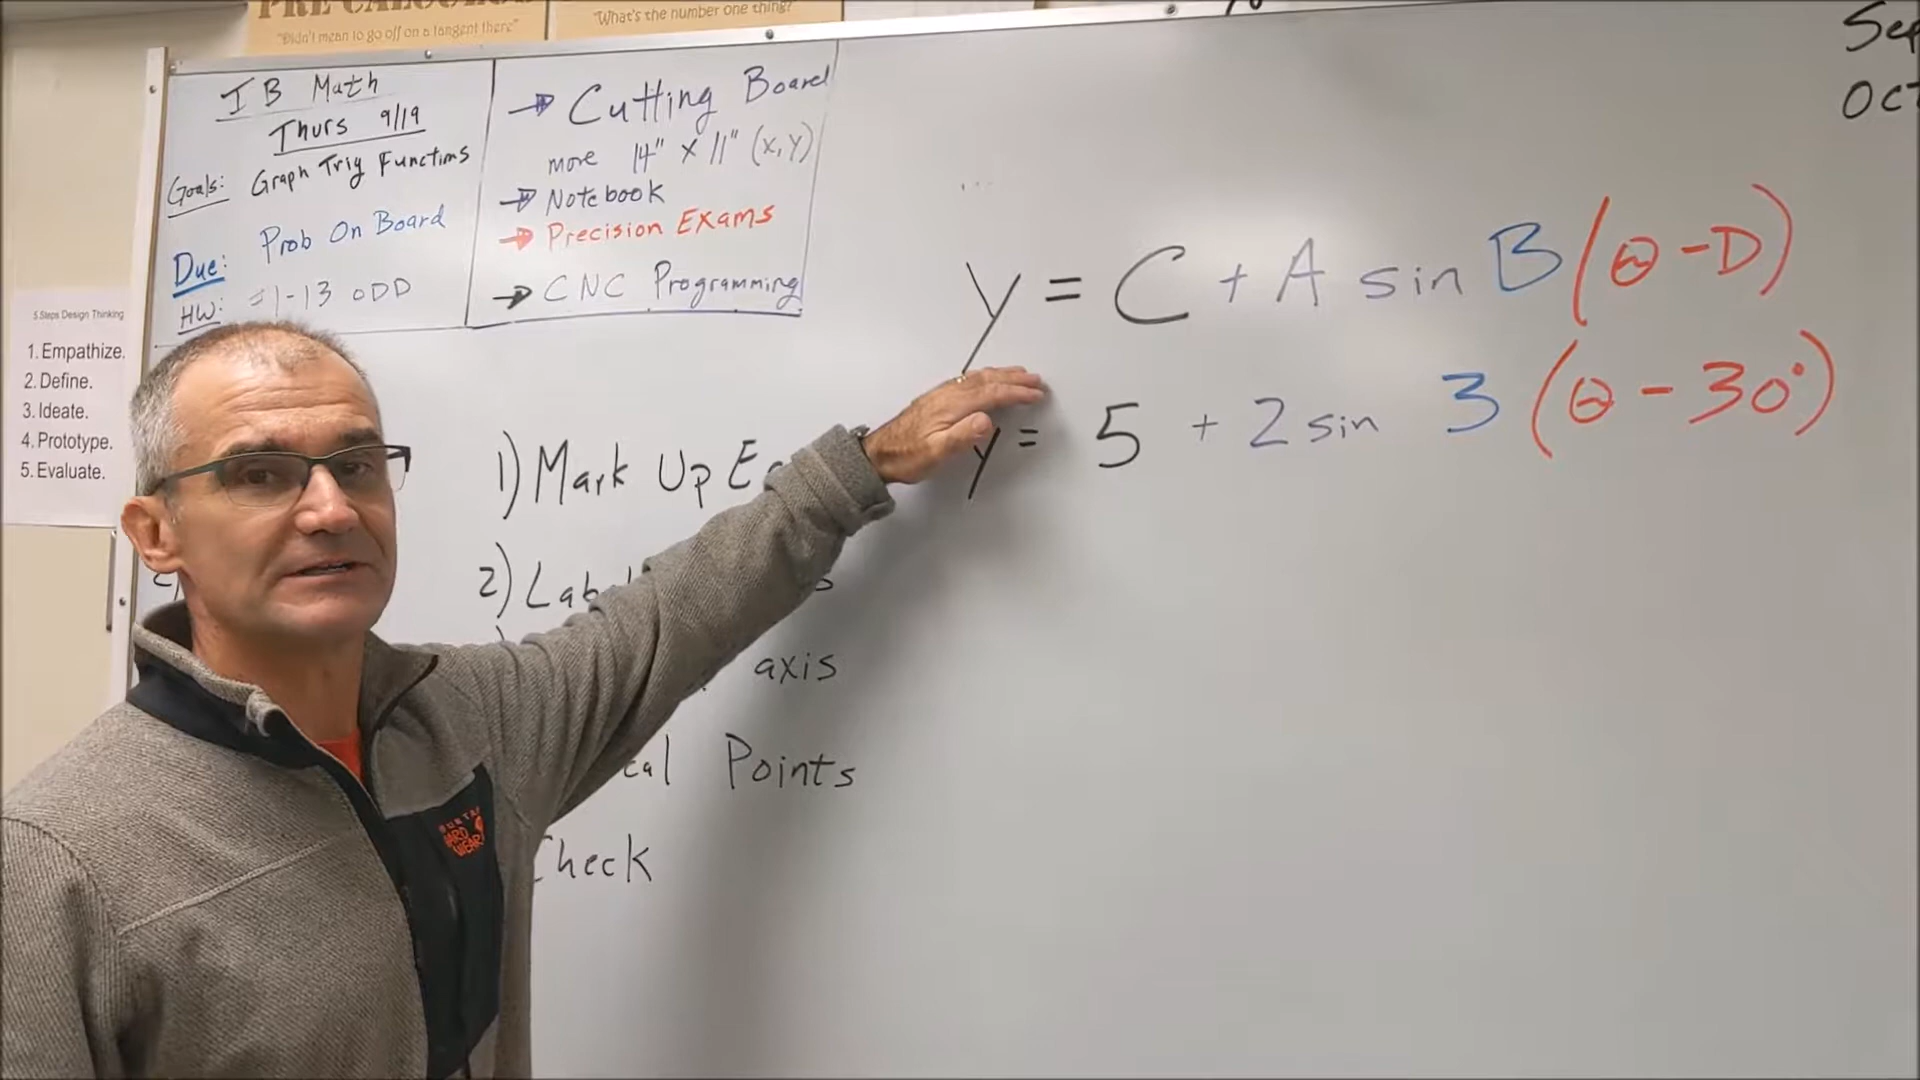 PRE CALCULUS
"Didn't mean to go off on a tangent there"
"What's the number one thing?
IB Math
Thurs 9/19
Goals: Graph Trig Functions
Due: Prob On Board
HW: 1-13 ODD
→ Cutting Board
more 14" x 11" (x, y)
→ Notebook
→ Precision Exams
→ CNC Programming
Sep
Oct
5 Steps Design Thinking
1. Empathize.
2. Define.
3. Ideate.
4. Prototype.
5. Evaluate.
y = C + A sin B(θ - D)
y = 5 + 2 sin 3 (θ - 30°)
1) Mark Up E
2) Lab
axis
cal Points
Check
HARD
WEAR